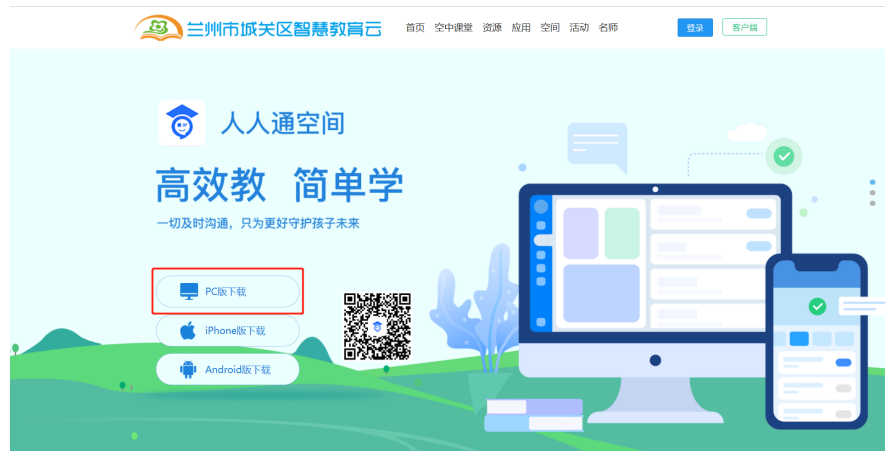 兰州市城关区智慧教育云
首页 空中课堂 资源 应用 空间 活动 名师
登录
客户端
人人通空间
高效教 简单学
一切及时沟通，只为更好守护孩子未来
PC版下载
iPhone版下载
Android版下载